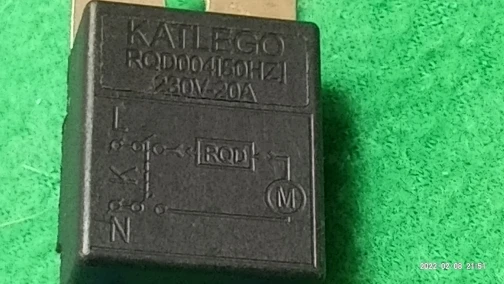 KATLEGO
RQD004|50HZ|
230V-20A
L
RQD
K
M
N
2022.02.08 21:51